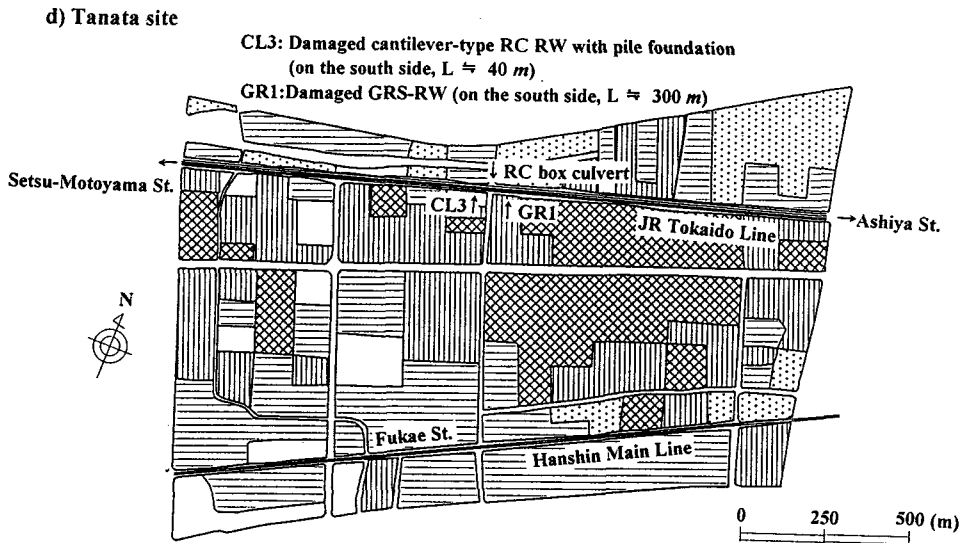 d) Tanata site
CL3: Damaged cantilever-type RC RW with pile foundation
(on the south side, L ≒ 40 m)
GR1:Damaged GRS-RW (on the south side, L ≒ 300 m)
Setsu-Motoyama St.
↓ RC box culvert
CL3↑
↑ GR1
JR Tokaido Line
Ashiya St.
N
Fukae St.
Hanshin Main Line
0 250 500 (m)